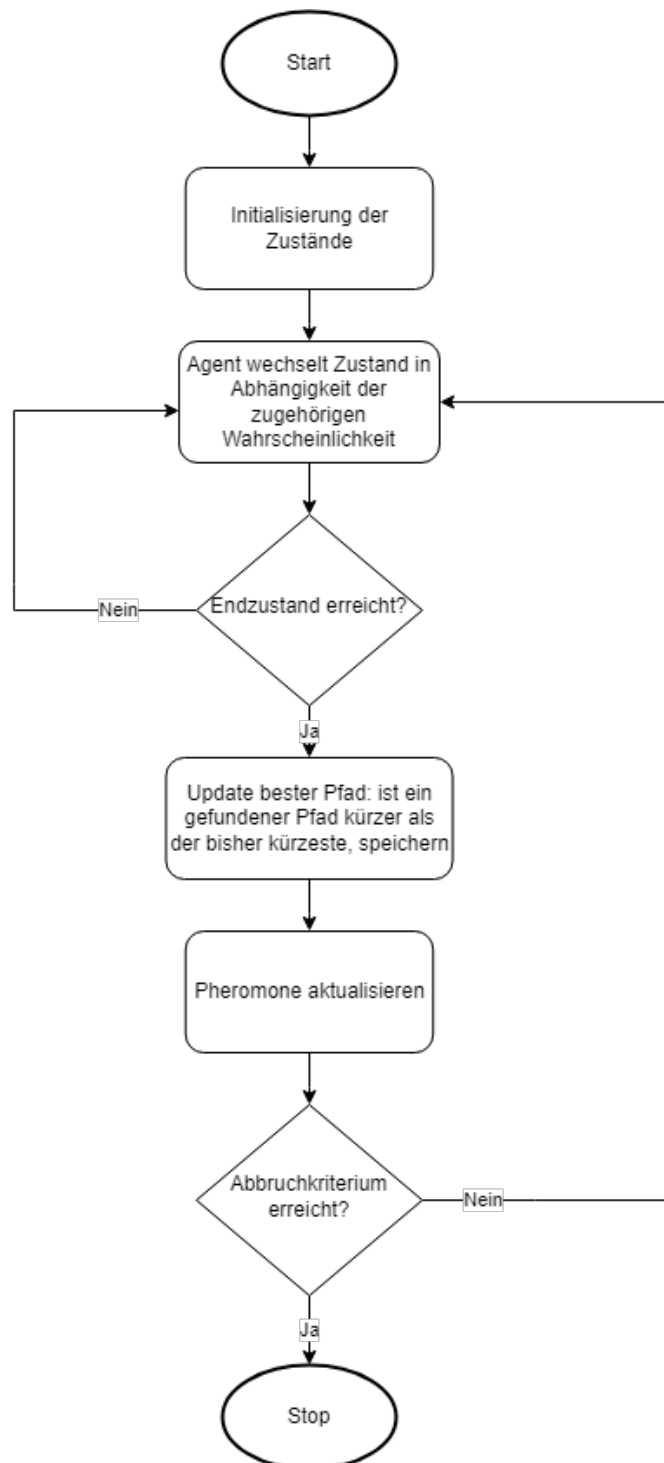 Start
Initialisierung der
Zustände
Agent wechselt Zustand in
Abhängigkeit der
zugehörigen
Wahrscheinlichkeit
Endzustand erreicht?
Nein
Ja
Update bester Pfad: ist ein
gefundener Pfad kürzer als
der bisher kürzeste, speichern
Pheromone aktualisieren
Abbruchkriterium
erreicht?
Nein
Ja
Stop